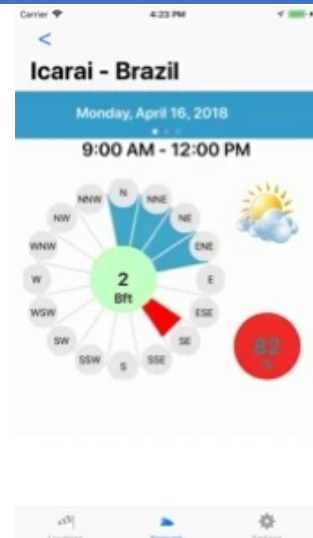 Carrier 4:23 PM
<
Icarai - Brazil
Monday, April 16, 2018
9:00 AM - 12:00 PM
N
NNW NNE
NW NE
WNW ENE
W 2 E
Bft
WSW ESE
SW SE
SSW SSE
S
82